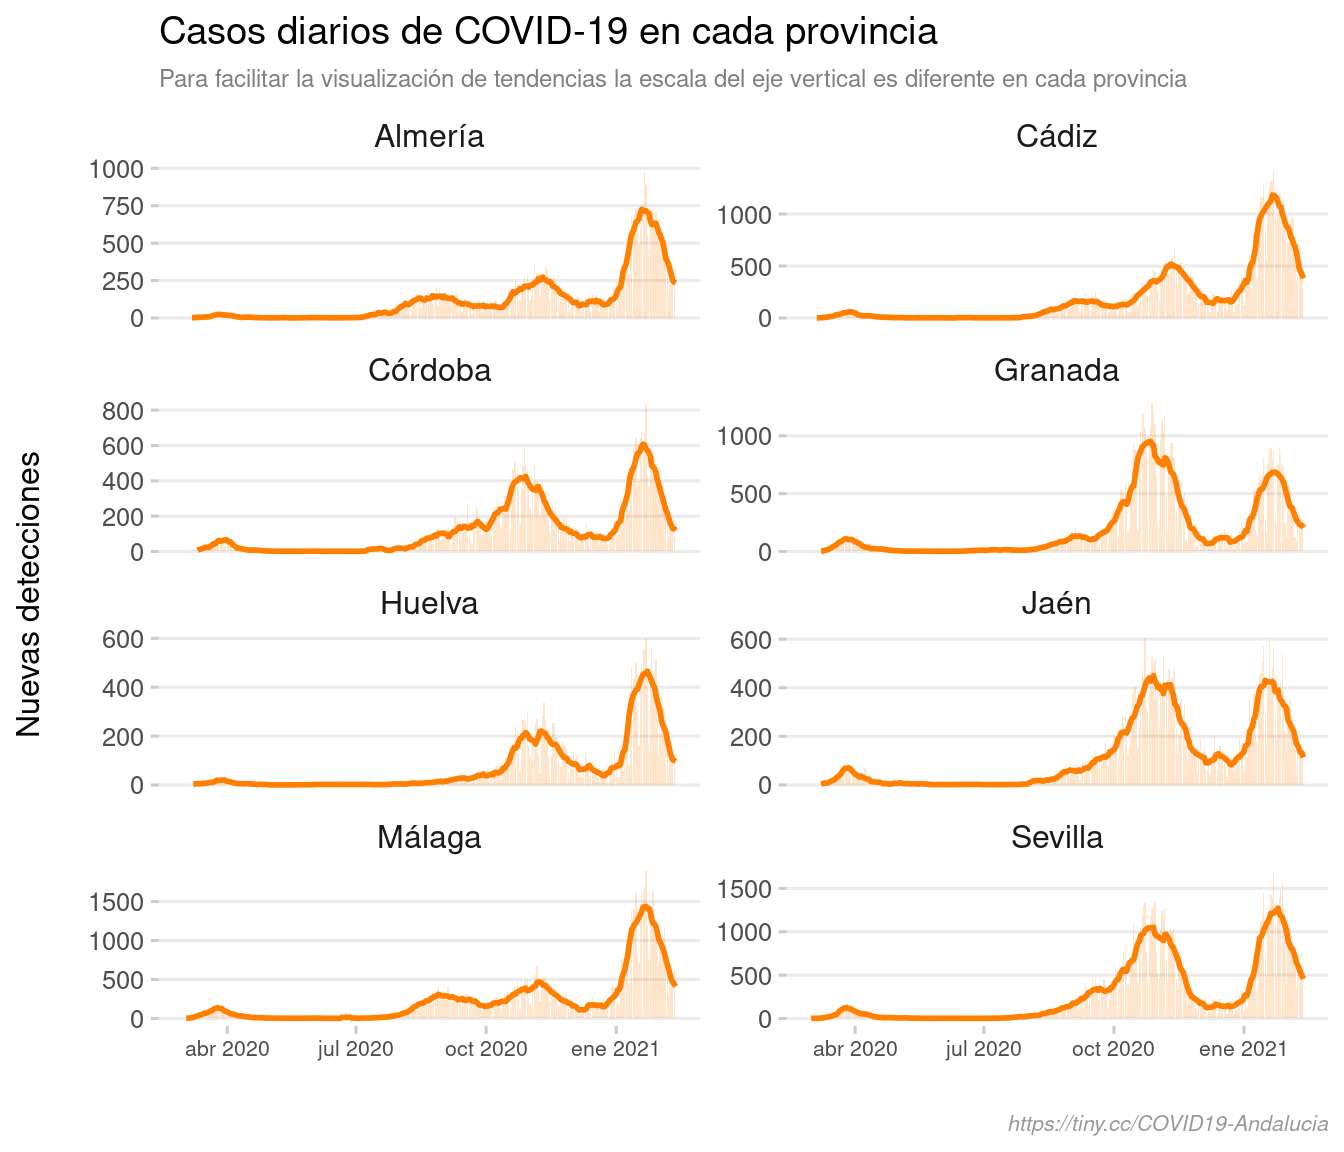 Casos diarios de COVID-19 en cada provincia
Para facilitar la visualización de tendencias la escala del eje vertical es diferente en cada provincia
Almería
1000
750
500
250
0
Cádiz
1000
500
0
Córdoba
800
600
400
200
0
Granada
1000
500
0
Nuevas detecciones
Huelva
600
400
200
0
Jaén
600
400
200
0
Málaga
1500
1000
500
0
abr 2020 jul 2020 oct 2020 ene 2021
Sevilla
1500
1000
500
0
abr 2020 jul 2020 oct 2020 ene 2021
https://tiny.cc/COVID19-Andalucia